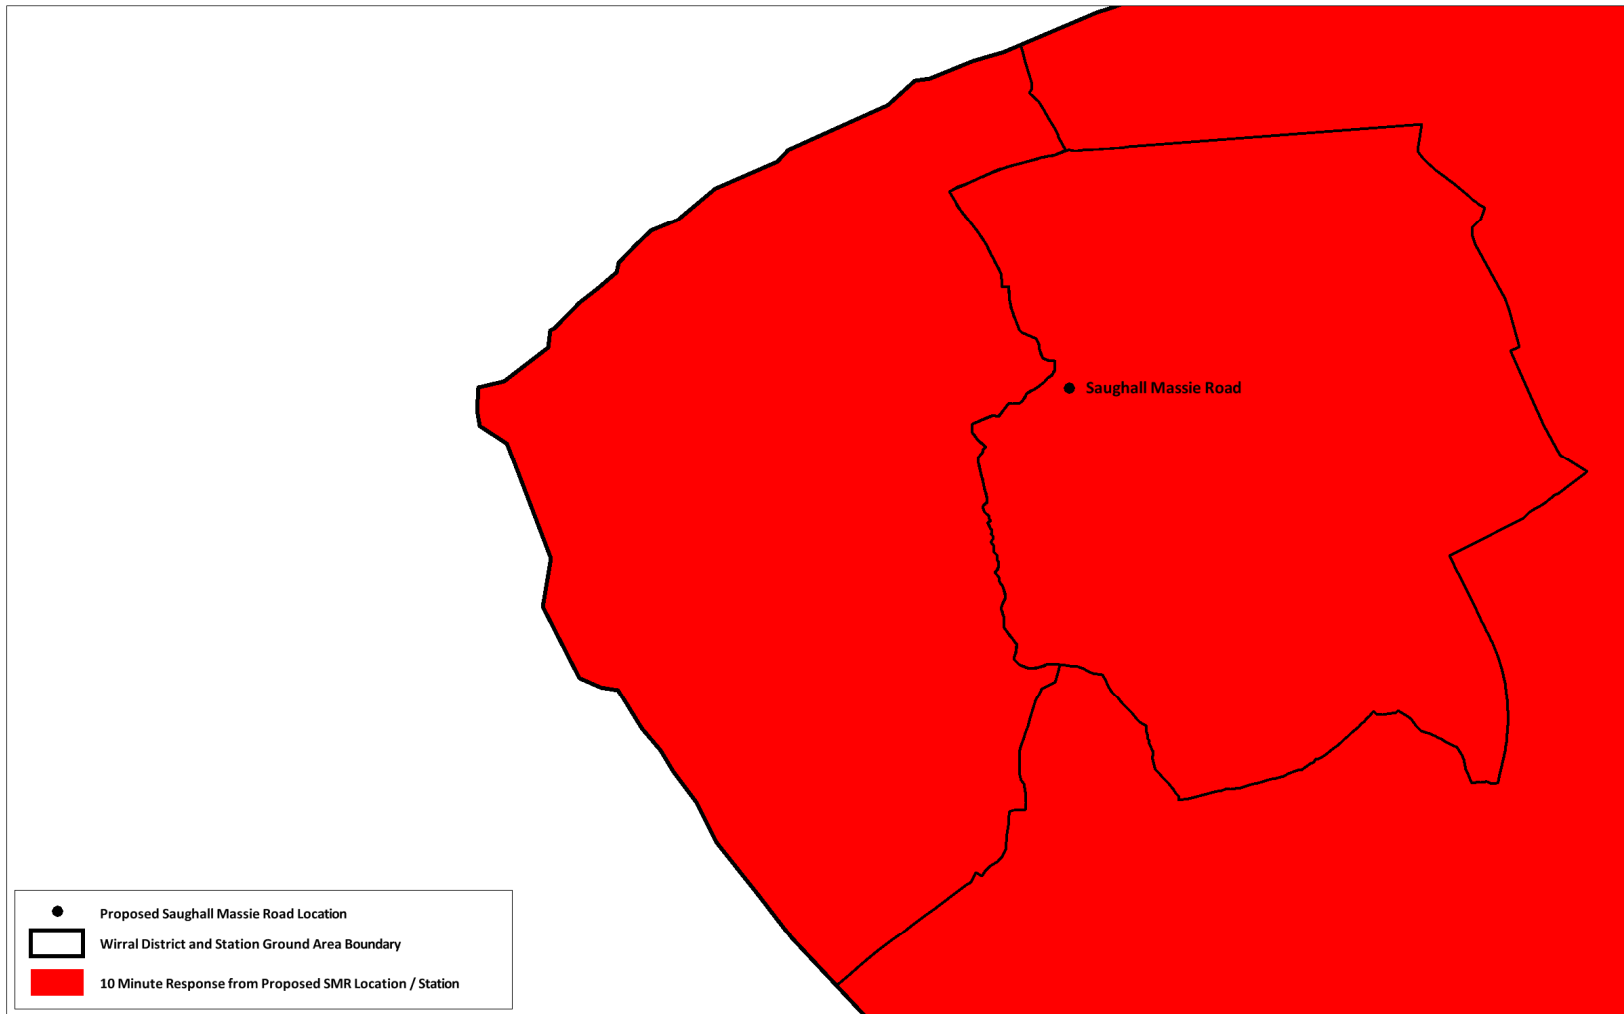 Saughall Massie Road
Proposed Saughall Massie Road Location
Wirral District and Station Ground Area Boundary
10 Minute Response from Proposed SMR Location / Station